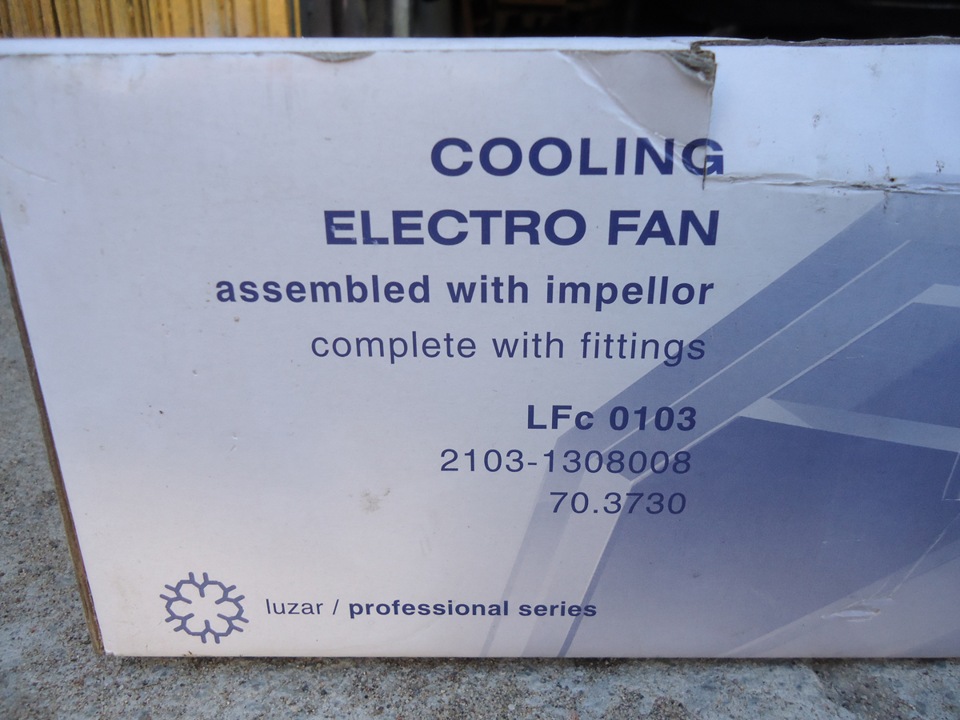 COOLING
ELECTRO FAN
assembled with impellor
complete with fittings
LFc 0103
2103-1308008
70.3730
luzar / professional series